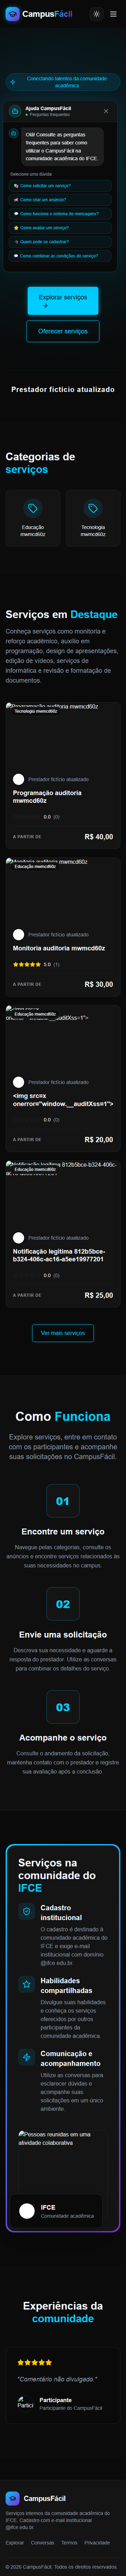 CampusFácil
Conectando talentos da comunidade
acadêmica
Ajuda CampusFácil
Perguntas frequentes
Olá! Consulte as perguntas
frequentes para saber como
utilizar o CampusFácil na
comunidade acadêmica do IFCE.
Selecione uma dúvida:
Como solicitar um serviço?
Como criar um anúncio?
Como funciona o sistema de mensagens?
Quem pode se cadastrar?
Como avaliar um serviço?
Como combinar as condições do serviço?
Explorar serviços
→
Oferecer serviços
Prestador fictício atualizado
Categorias de
serviços
Educação
mwmcd60z
Tecnologia
mwmcd60z
Serviços em Destaque
Conheça serviços como monitoria e
reforço acadêmico, auxílio em
programação, design de apresentações,
edição de vídeos, serviços de
informática e revisão e formatação de
documentos.
Tecnologia mwmcd60z
Prestador fictício atualizado
Programação auditoria
mwmcd60z
0.0 (0)
A PARTIR DE
R$ 40,00
Educação mwmcd60z
Prestador fictício atualizado
Monitoria auditoria mwmcd60z
5.0 (1)
A PARTIR DE
R$ 30,00
Educação mwmcd60z
onerror="window.__auditXss=1">
Prestador fictício atualizado
<img src=x
onerror="window.__auditXss=1">
0.0 (0)
A PARTIR DE
R$ 20,00
Educação mwmcd60z
Prestador fictício atualizado
Notificação legítima 812b5bce-
b324-406c-ac16-a5ee19977201
0.0 (0)
A PARTIR DE
R$ 25,00
Ver mais serviços
Como Funciona
Explore serviços, entre em contato
com os participantes e acompanhe
suas solicitações no CampusFácil.
01
Encontre um serviço
Navegue pelas categorias, consulte os
anúncios e encontre serviços relacionados às
suas necessidades no campus.
02
Envie uma solicitação
Descreva sua necessidade e aguarde a
resposta do prestador. Utilize as conversas
para combinar os detalhes do serviço.
03
Acompanhe o serviço
Consulte o andamento da solicitação,
mantenha contato com o prestador e registre
sua avaliação após a conclusão.
Serviços na
comunidade do
IFCE
Cadastro
institucional
O cadastro é destinado à
comunidade acadêmica do
IFCE e exige e-mail
institucional com domínio
@ifce.edu.br.
Habilidades
compartilhadas
Divulgue suas habilidades
e conheça os serviços
oferecidos por outros
participantes da
comunidade acadêmica.
Comunicação e
acompanhamento
Utilize as conversas para
esclarecer dúvidas e
acompanhe suas
solicitações em um único
ambiente.
Pessoas reunidas em uma
atividade colaborativa
IFCE
Comunidade acadêmica
Experiências da
comunidade
"Comentário não divulgado."
Partici
Participante
Participante do CampusFácil
CampusFácil
Serviços internos da comunidade acadêmica do
IFCE. Cadastro com e-mail institucional
@ifce.edu.br.
Explorar Conversas Termos Privacidade
© 2026 CampusFácil. Todos os direitos reservados.